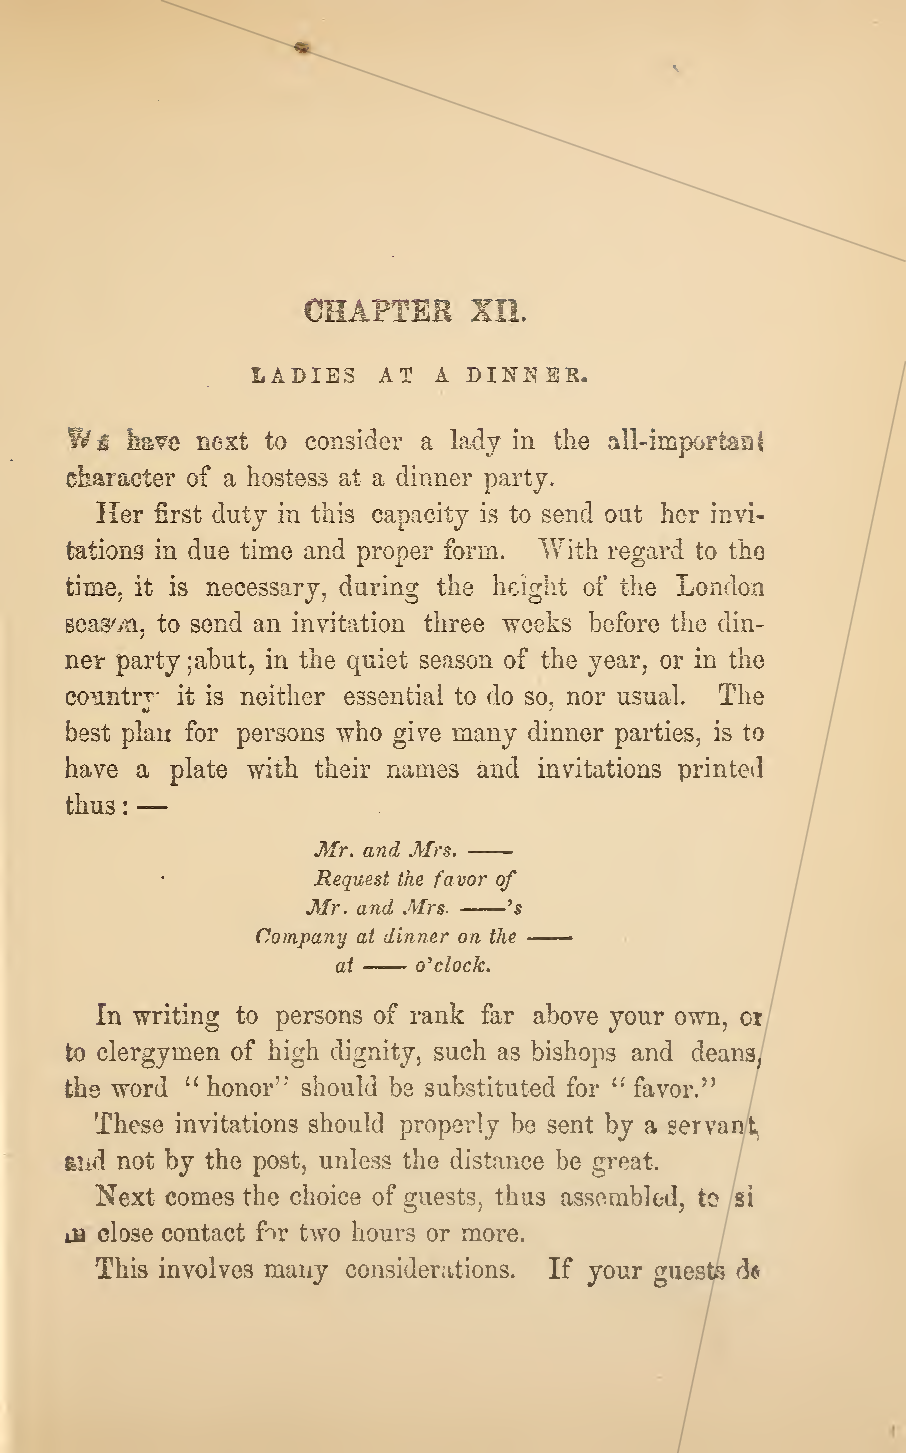 CHAPTER XII.
LADIES AT A DINNER.
We have next to consider a lady in the all-important
character of a hostess at a dinner party.
Her first duty in this capacity is to send out her invi-
tations in due time and proper form. With regard to the
time, it is necessary, during the height of the London
season, to send an invitation three weeks before the din-
ner party ;abut, in the quiet season of the year, or in the
country it is neither essential to do so, nor usual. The
best plan for persons who give many dinner parties, is to
have a plate with their names and invitations printed
thus: —
Mr. and Mrs. ——
Request the favor of
Mr. and Mrs. ——'s
Company at dinner on the ——
at —— o'clock.
In writing to persons of rank far above your own, or
to clergymen of high dignity, such as bishops and deans,
the word "honor" should be substituted for "favor."
These invitations should properly be sent by a servant,
and not by the post, unless the distance be great.
Next comes the choice of guests, thus assembled, to si
in close contact for two hours or more.
This involves many considerations. If your guests do